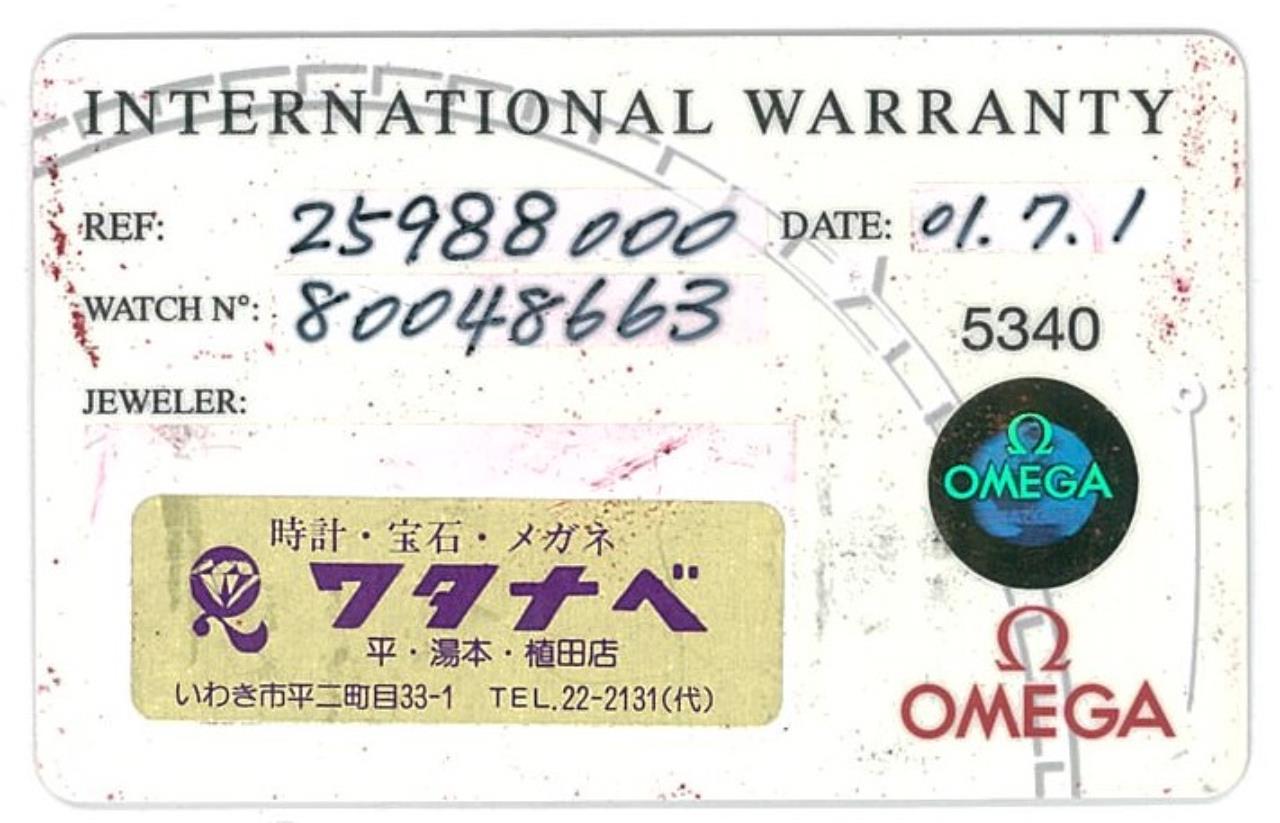 INTERNATIONAL WARRANTY
REF: 25988000 DATE: 01.7.1
WATCH N°: 80048663
5340
JEWELER:
Ω
OMEGA
時計・宝石・メガネ
ワタナベ
平・湯本・植田店
いわき市平二町目33-1 TEL.22-2131(代)
Ω
OMEGA